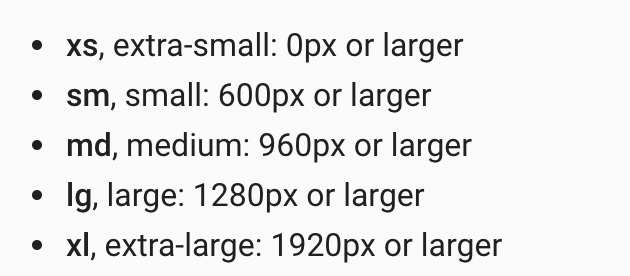 • xs, extra-small: 0px or larger
• sm, small: 600px or larger
• md, medium: 960px or larger
• lg, large: 1280px or larger
• xl, extra-large: 1920px or larger